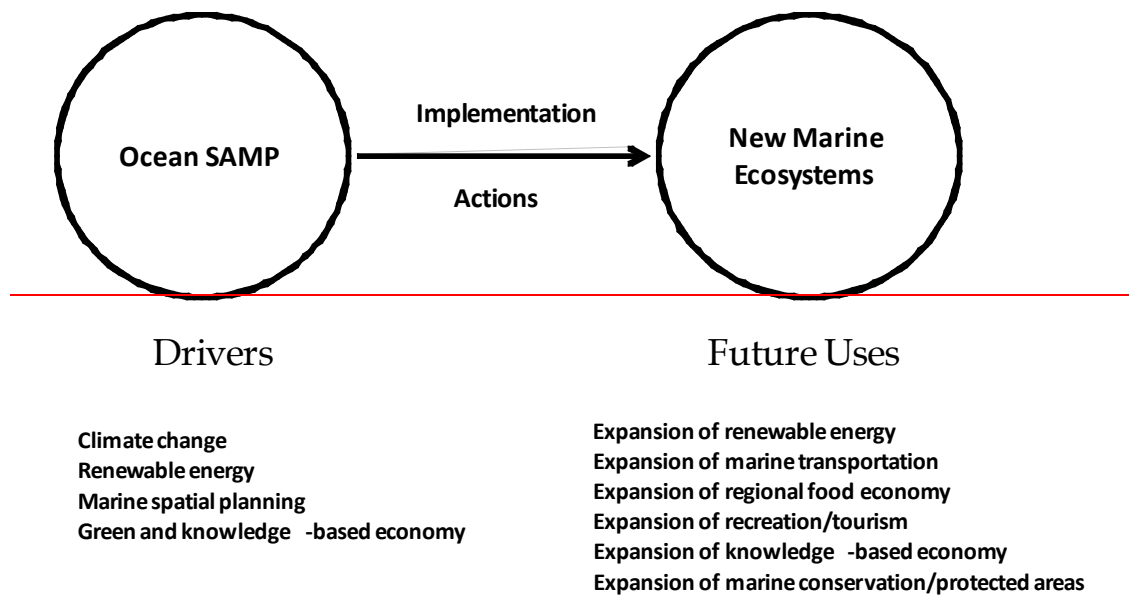 Ocean SAMP
Implementation
Actions
New Marine
Ecosystems
Drivers
Climate change
Renewable energy
Marine spatial planning
Green and knowledge -based economy
Future Uses
Expansion of renewable energy
Expansion of marine transportation
Expansion of regional food economy
Expansion of recreation/tourism
Expansion of knowledge -based economy
Expansion of marine conservation/protected areas